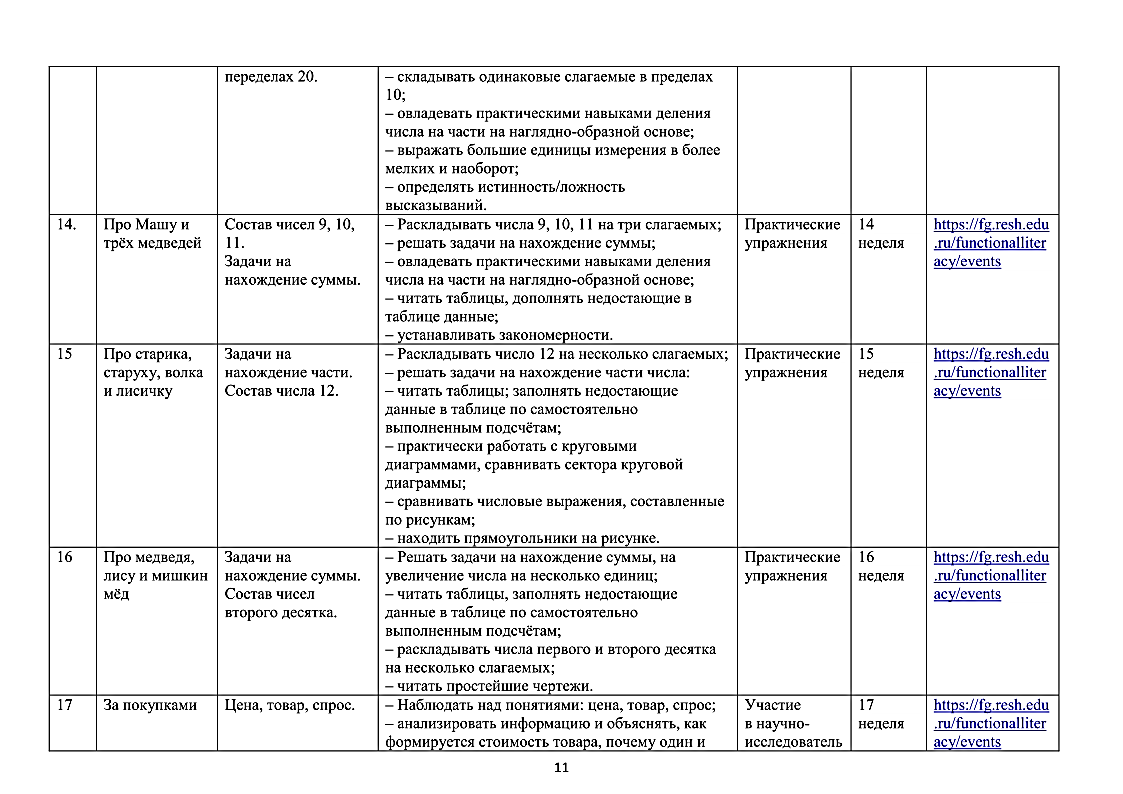 переделах 20.
– складывать одинаковые слагаемые в пределах
10;
– овладевать практическими навыками деления
числа на части на наглядно-образной основе;
– выражать большие единицы измерения в более
мелких и наоборот;
– определять истинность/ложность
высказываний.
14.
Про Машу и
трёх медведей
Состав чисел 9, 10,
11.
Задачи на
нахождение суммы.
– Раскладывать числа 9, 10, 11 на три слагаемых;
– решать задачи на нахождение суммы;
– овладевать практическими навыками деления
числа на части на наглядно-образной основе;
– читать таблицы, дополнять недостающие в
таблице данные;
– устанавливать закономерности.
Практические
упражнения
14
неделя
https://fg.resh.edu
.ru/functionalliter
acy/events
15
Про старика,
старуху, волка
и лисичку
Задачи на
нахождение части.
Состав числа 12.
– Раскладывать число 12 на несколько слагаемых;
– решать задачи на нахождение части числа:
– читать таблицы; заполнять недостающие
данные в таблице по самостоятельно
выполненным подсчётам;
– практически работать с круговыми
диаграммами, сравнивать сектора круговой
диаграммы;
– сравнивать числовые выражения, составленные
по рисункам;
– находить прямоугольники на рисунке.
Практические
упражнения
15
неделя
https://fg.resh.edu
.ru/functionalliter
acy/events
16
Про медведя,
лису и мишкин
мёд
Задачи на
нахождение суммы.
Состав чисел
второго десятка.
– Решать задачи на нахождение суммы, на
увеличение числа на несколько единиц;
– читать таблицы, заполнять недостающие
данные в таблице по самостоятельно
выполненным подсчётам;
– раскладывать числа первого и второго десятка
на несколько слагаемых;
– читать простейшие чертежи.
Практические
упражнения
16
неделя
https://fg.resh.edu
.ru/functionalliter
acy/events
17
За покупками
Цена, товар, спрос.
– Наблюдать над понятиями: цена, товар, спрос;
– анализировать информацию и объяснять, как
формируется стоимость товара, почему один и
Участие
в научно-
исследователь
17
неделя
https://fg.resh.edu
.ru/functionalliter
acy/events
11